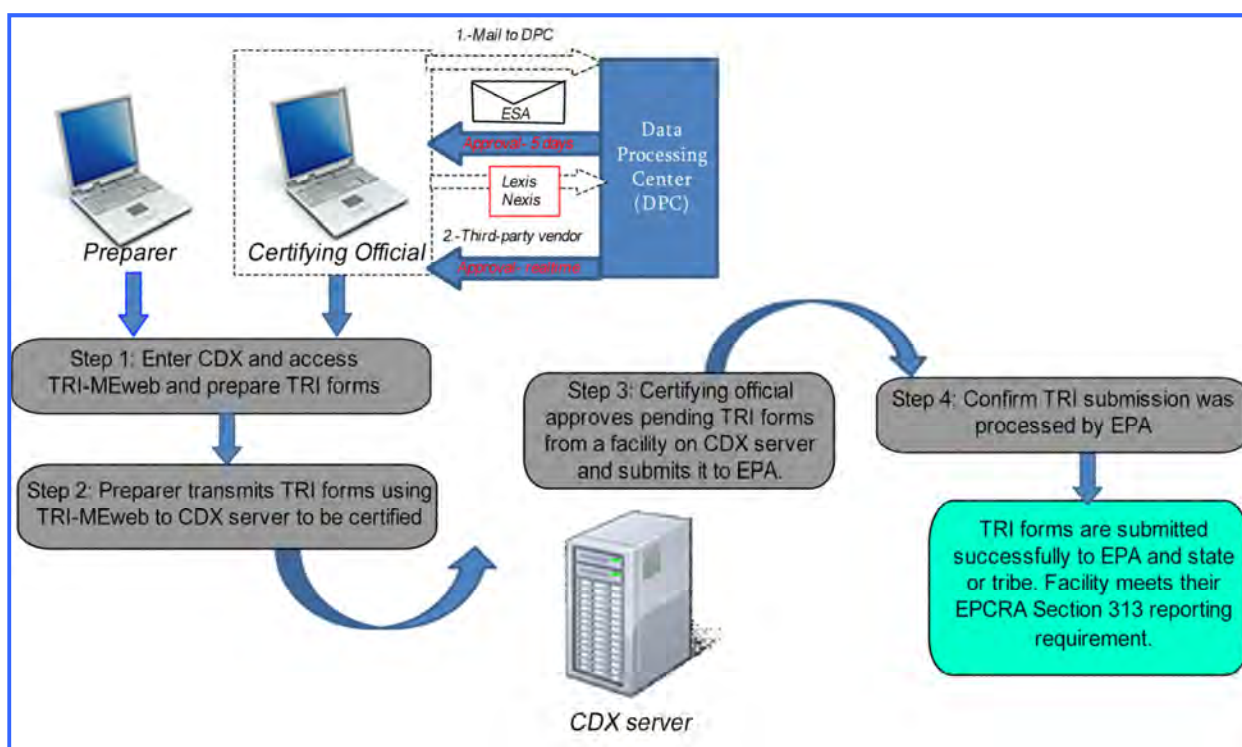 1.-Mail to DPC
ESA
Approval- 5 days
Lexis
Nexis
2.-Third-party vendor
Approval- realtime
Data
Processing
Center
(DPC)
Preparer
Certifying Official
Step 1: Enter CDX and access
TRI-MEweb and prepare TRI forms
Step 2: Preparer transmits TRI forms using
TRI-MEweb to CDX server to be certified
Step 3: Certifying official
approves pending TRI forms
from a facility on CDX server
and submits it to EPA.
Step 4: Confirm TRI submission was
processed by EPA
TRI forms are submitted
successfully to EPA and state
or tribe. Facility meets their
EPCRA Section 313 reporting
requirement.
CDX server